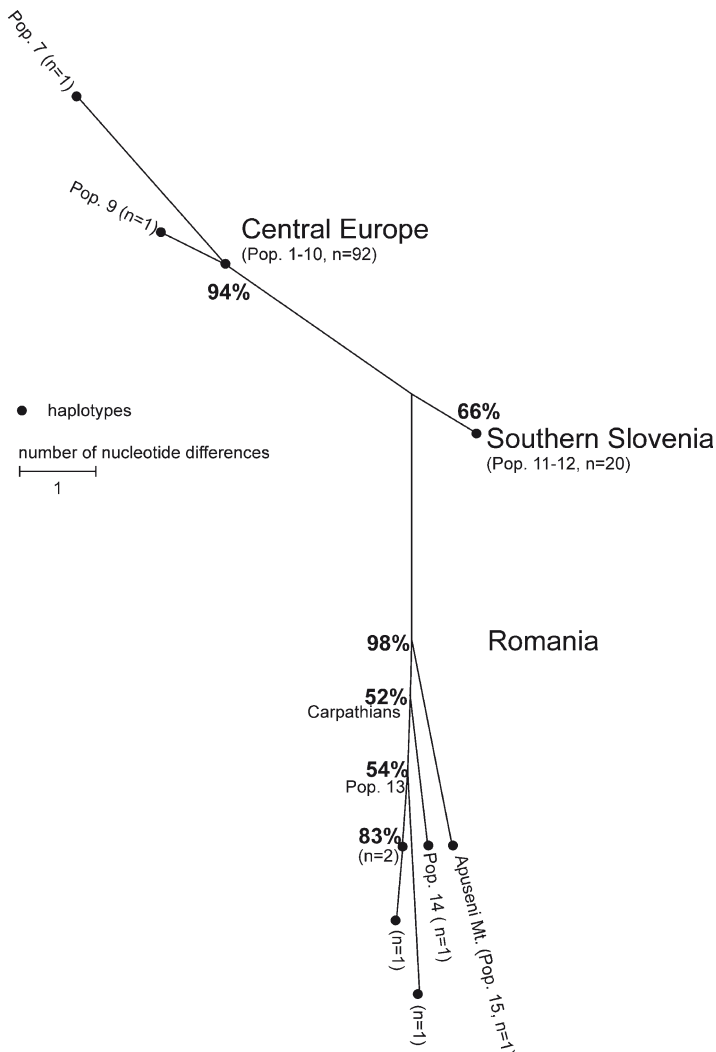 Pop. 7 (n=1)
Pop. 9 (n=1)
Central Europe
(Pop. 1-10, n=92)
94%
haplotypes
66%
Southern Slovenia
(Pop. 11-12, n=20)
number of nucleotide differences
1
98%
Romania
52%
Carpathians
54%
Pop. 13
83%
(n=2)
Pop. 14 ( n=1)
Apuseni Mt. (Pop. 15, n=1)
(n=1)
(n=1)